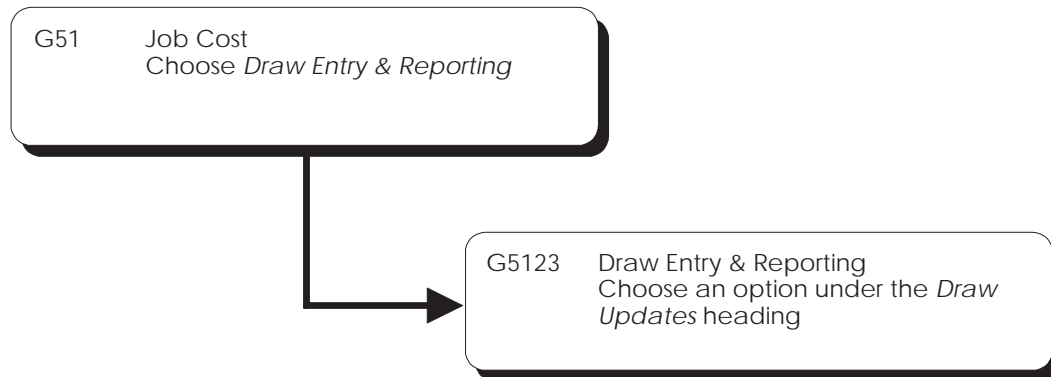 G51 Job Cost
Choose Draw Entry & Reporting
G5123 Draw Entry & Reporting
Choose an option under the Draw
Updates heading